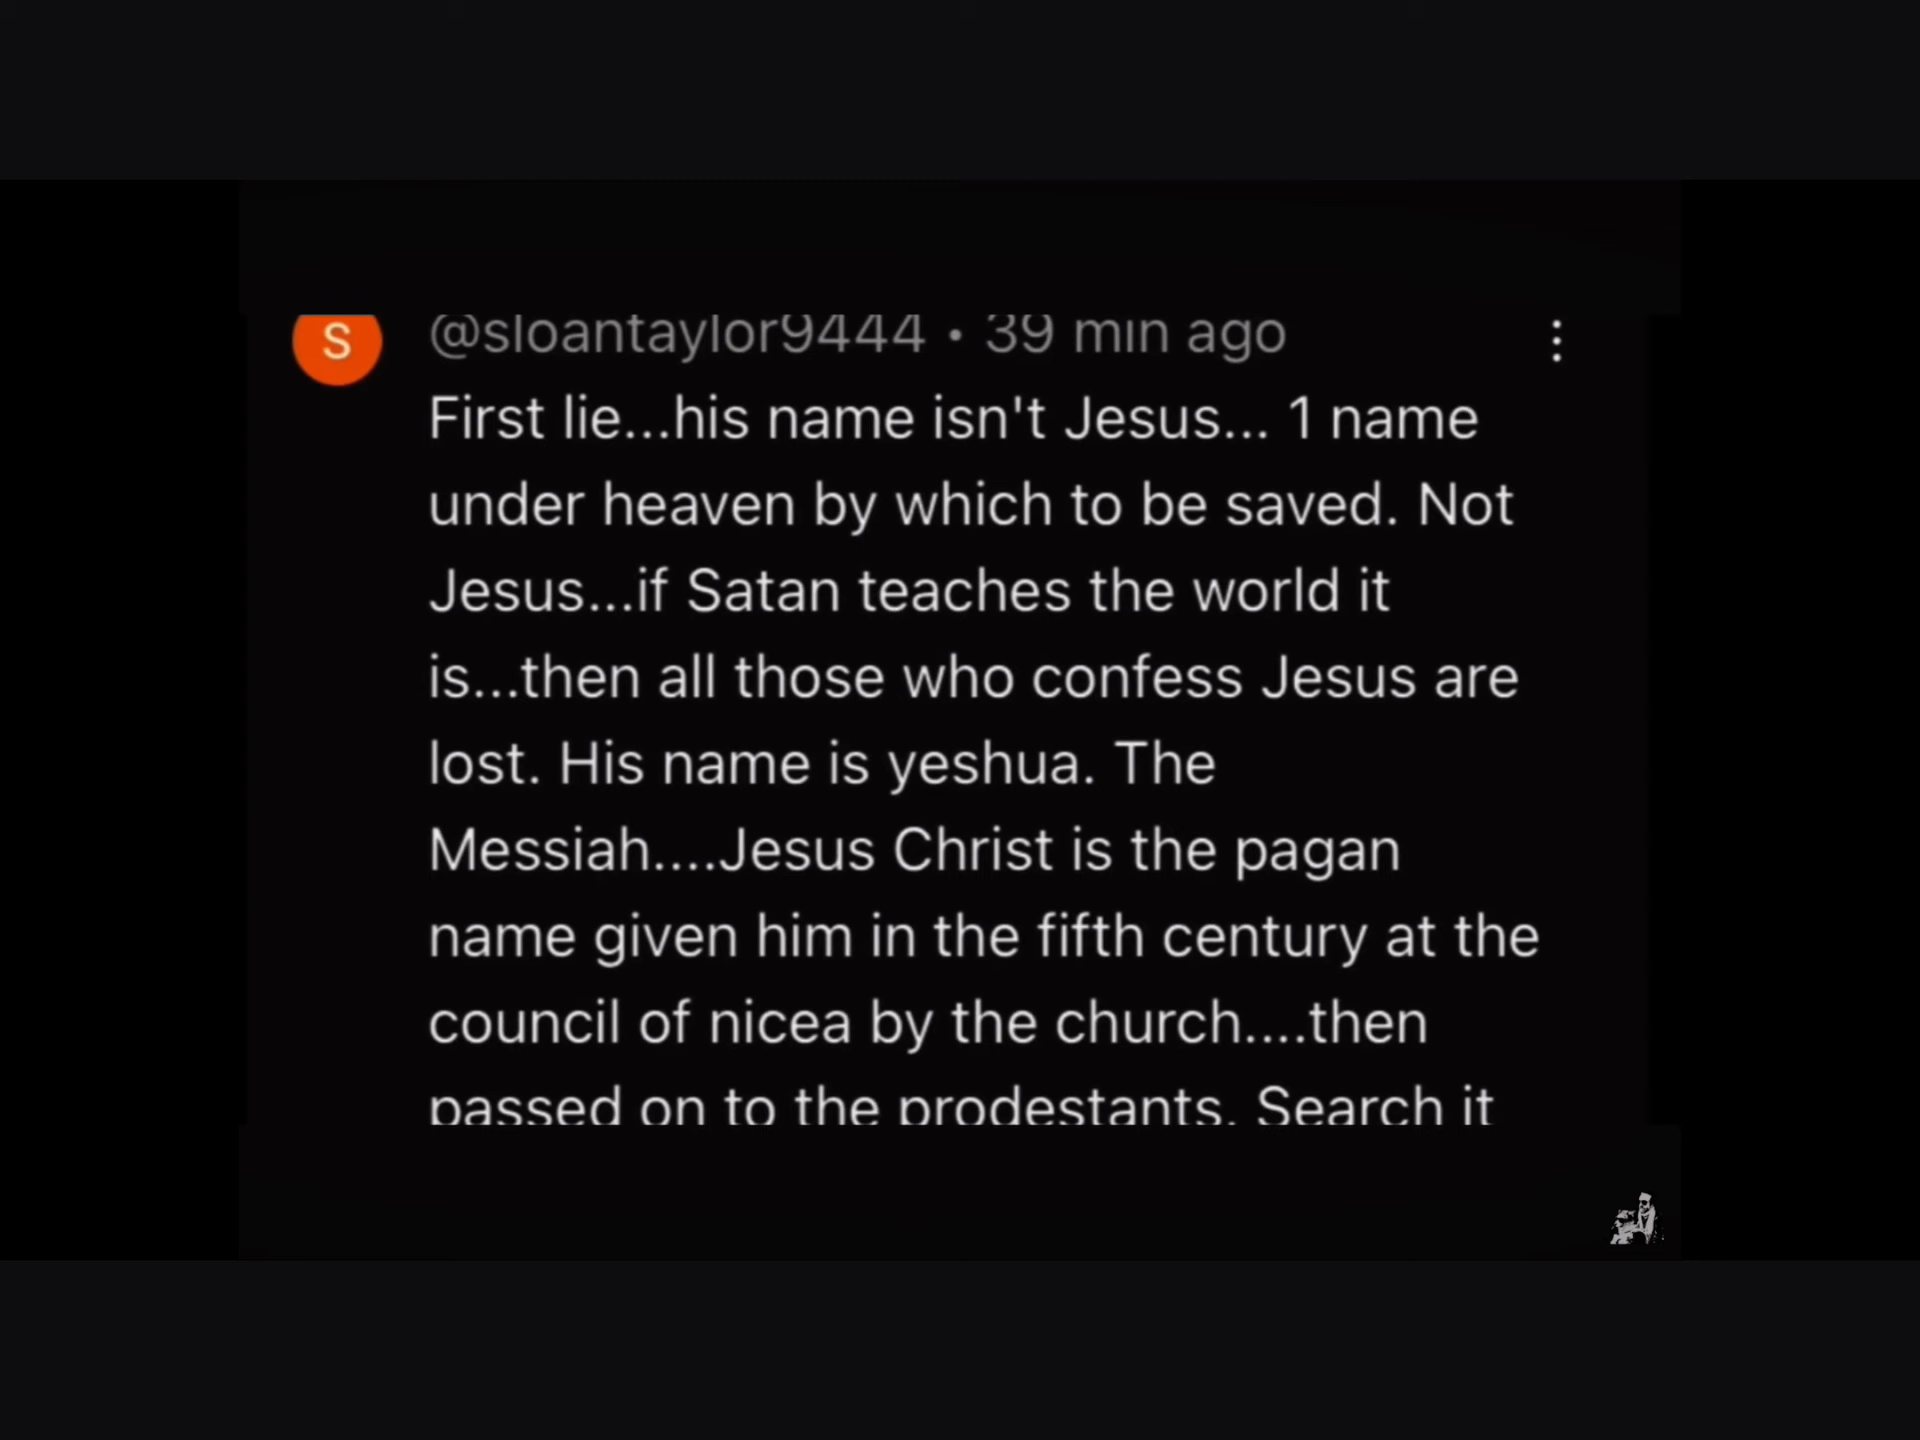 S
@sloantaylor9444 • 39 min ago
First lie...his name isn't Jesus... 1 name
under heaven by which to be saved. Not
Jesus...if Satan teaches the world it
is...then all those who confess Jesus are
lost. His name is yeshua. The
Messiah....Jesus Christ is the pagan
name given him in the fifth century at the
council of nicea by the church....then
passed on to the prodestants. Search it